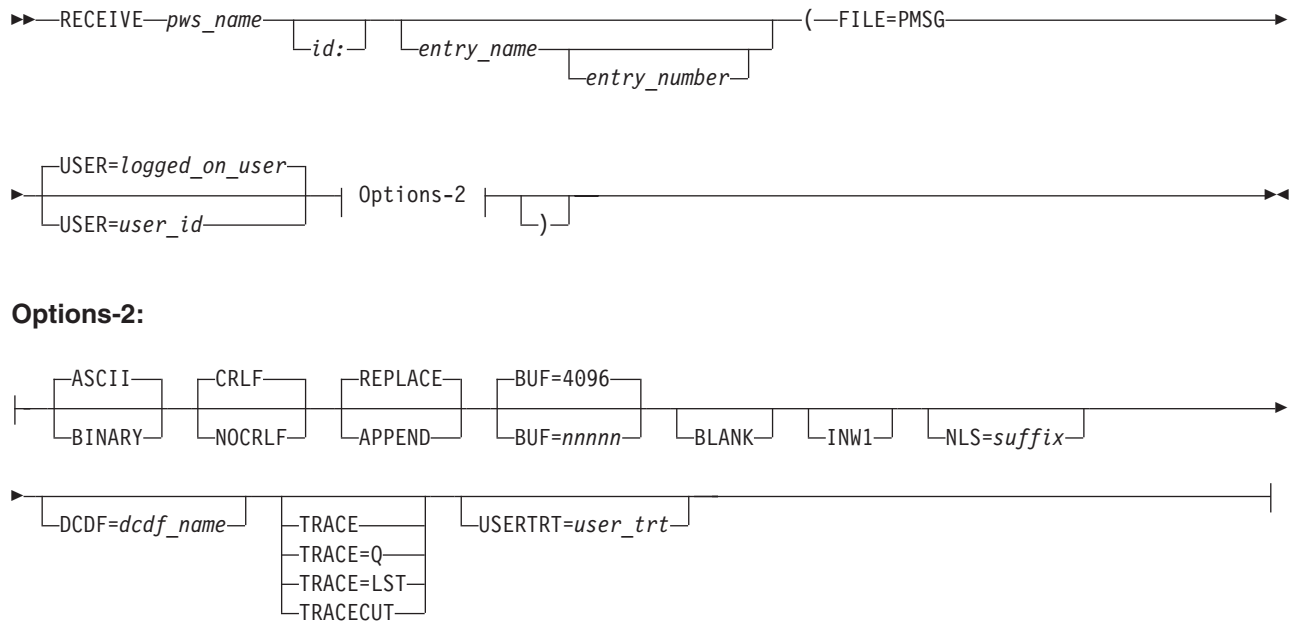 RECEIVE pws_name id: entry_name entry_number ( FILE=PMSG
USER=logged_on_user
USER=user_id
Options-2
)
Options-2:
ASCII CRLF REPLACE BUF=4096
BINARY NOCRLF APPEND BUF=nnnnn BLANK INW1 NLS=suffix
DCDF=dcdf_name TRACE USERTRT=user_trt
TRACE=Q
TRACE=LST
TRACECUT